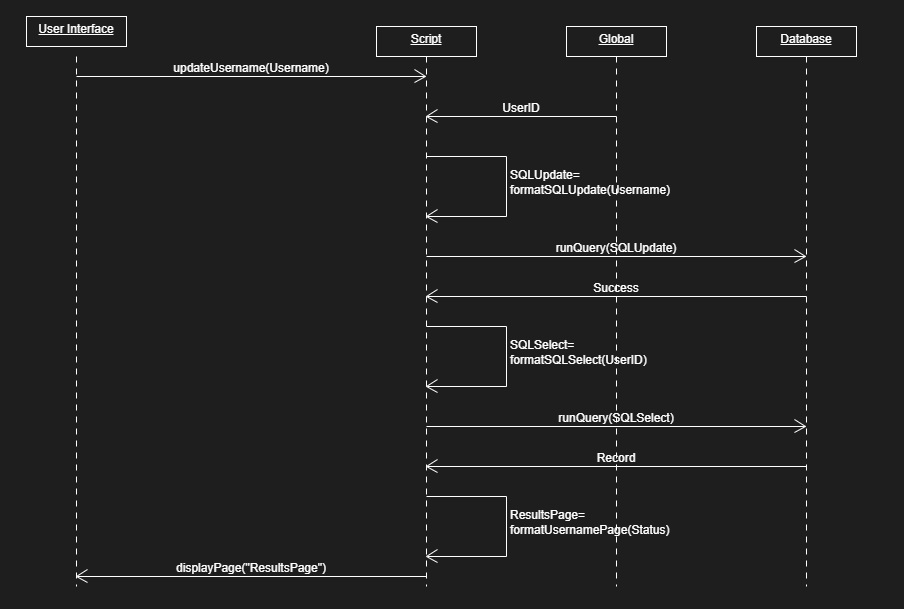 User Interface
Script
Global
Database
updateUsername(Username)
UserID
SQLUpdate=
formatSQLUpdate(Username)
runQuery(SQLUpdate)
Success
SQLSelect=
formatSQLSelect(UserID)
runQuery(SQLSelect)
Record
ResultsPage=
formatUsernamePage(Status)
displayPage("ResultsPage")